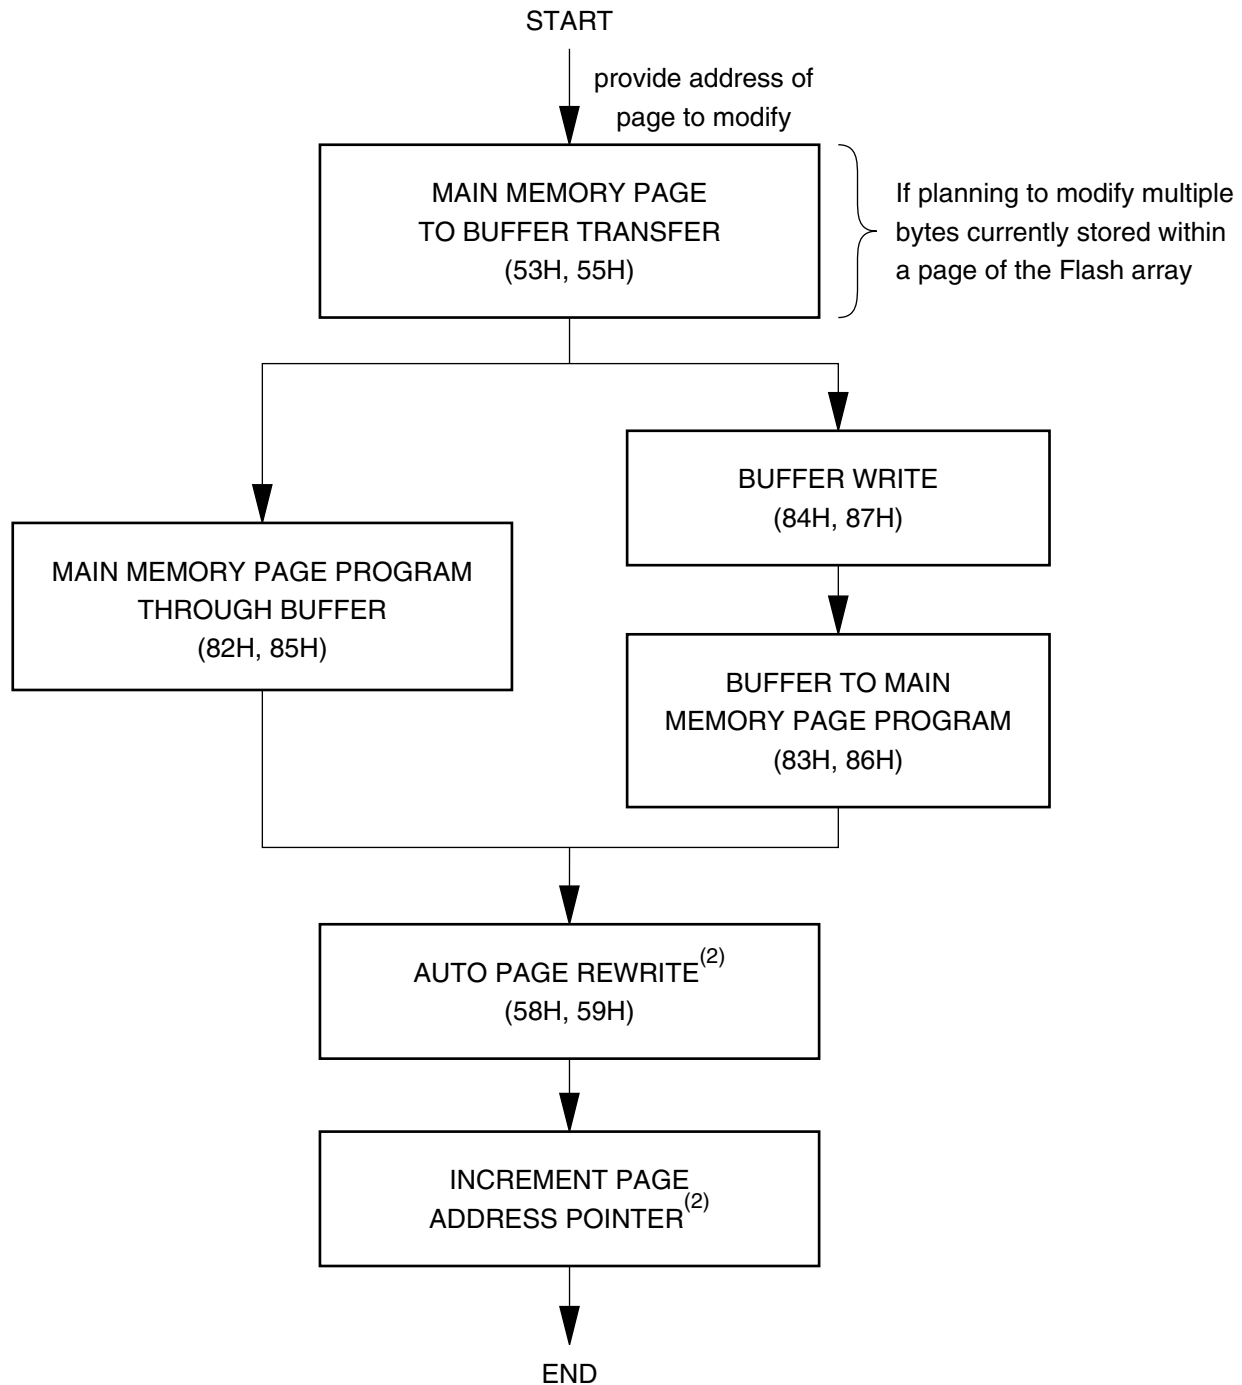 START
provide address of
page to modify
MAIN MEMORY PAGE
TO BUFFER TRANSFER
(53H, 55H)
If planning to modify multiple
bytes currently stored within
a page of the Flash array
BUFFER WRITE
(84H, 87H)
MAIN MEMORY PAGE PROGRAM
THROUGH BUFFER
(82H, 85H)
BUFFER TO MAIN
MEMORY PAGE PROGRAM
(83H, 86H)
AUTO PAGE REWRITE(2)
(58H, 59H)
INCREMENT PAGE
ADDRESS POINTER(2)
END